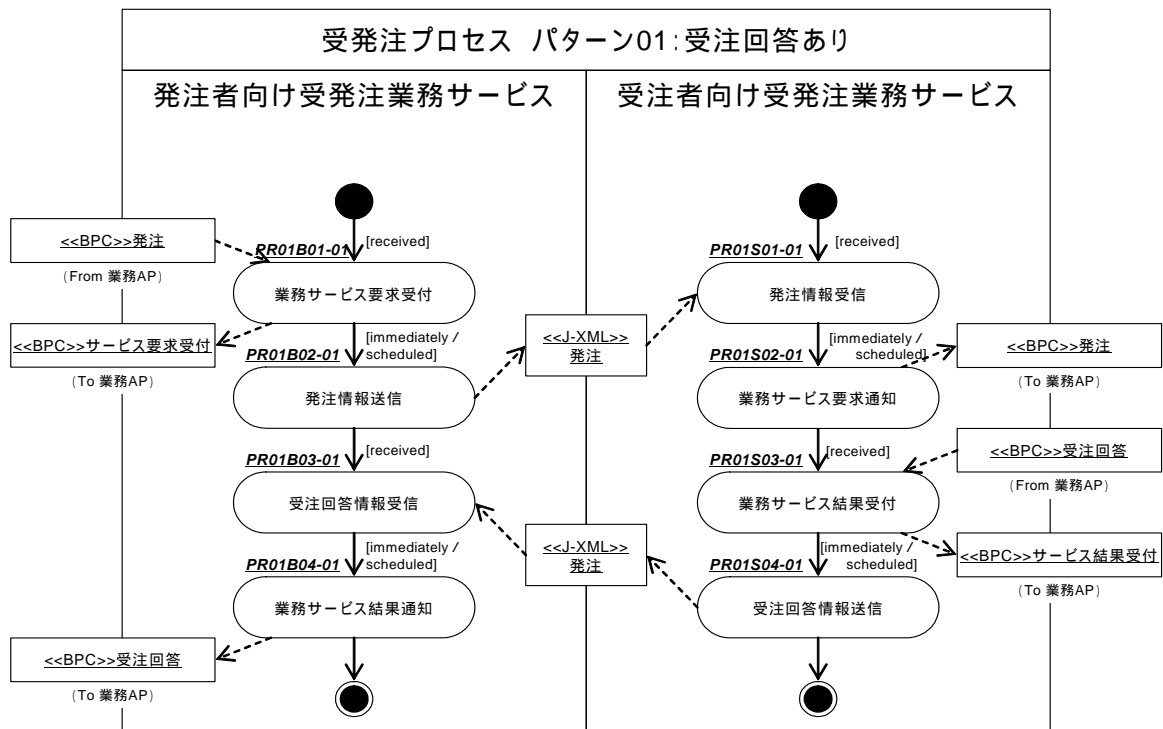 受発注プロセス パターン01:受注回答あり
発注者向け受発注業務サービス
受注者向け受発注業務サービス
<<BPC>>発注
(From 業務AP)
[received]
PR01B01-01
業務サービス要求受付
<<BPC>>サービス要求受付
(To 業務AP)
[immediately /
scheduled]
PR01B02-01
発注情報送信
<<J-XML>>
発注
[received]
PR01B03-01
受注回答情報受信
[immediately /
scheduled]
PR01B04-01
業務サービス結果通知
<<BPC>>受注回答
(To 業務AP)
[received]
PR01S01-01
発注情報受信
[immediately /
scheduled]
PR01S02-01
業務サービス要求通知
<<BPC>>発注
(To 業務AP)
[received]
PR01S03-01
業務サービス結果受付
<<BPC>>受注回答
(From 業務AP)
<<BPC>>サービス結果受付
(To 業務AP)
[immediately /
scheduled]
PR01S04-01
受注回答情報送信
<<J-XML>>
発注